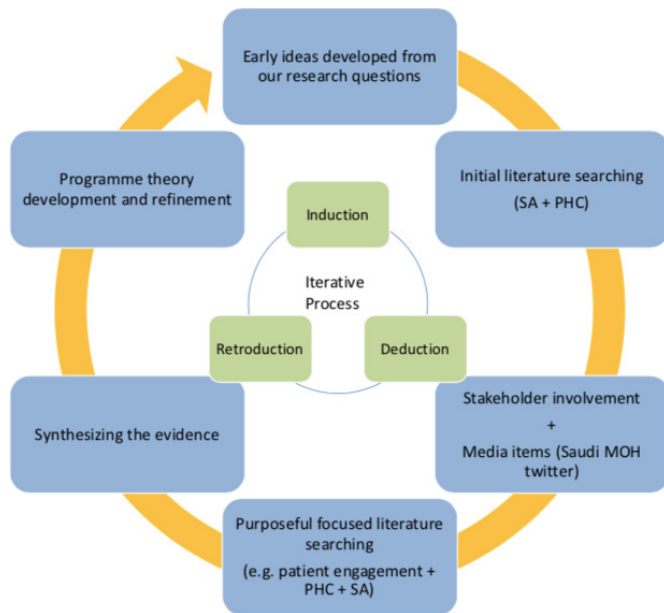 Early ideas developed from
our research questions
Initial literature searching
(SA + PHC)
Stakeholder involvement
+
Media items (Saudi MOH
twitter)
Purposeful focused literature
searching
(e.g. patient engagement +
PHC + SA)
Synthesizing the evidence
Programme theory
development and refinement
Induction
Iterative
Process
Retroduction
Deduction